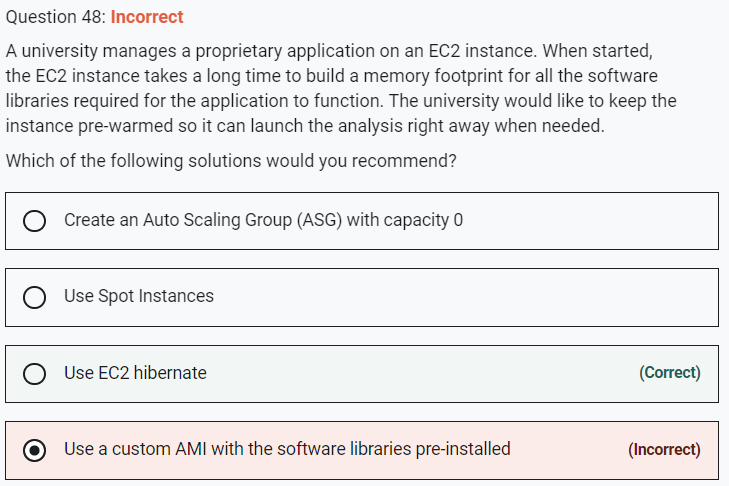 Question 48: Incorrect
A university manages a proprietary application on an EC2 instance. When started,
the EC2 instance takes a long time to build a memory footprint for all the software
libraries required for the application to function. The university would like to keep the
instance pre-warmed so it can launch the analysis right away when needed.
Which of the following solutions would you recommend?
Create an Auto Scaling Group (ASG) with capacity 0
Use Spot Instances
Use EC2 hibernate (Correct)
Use a custom AMI with the software libraries pre-installed (Incorrect)